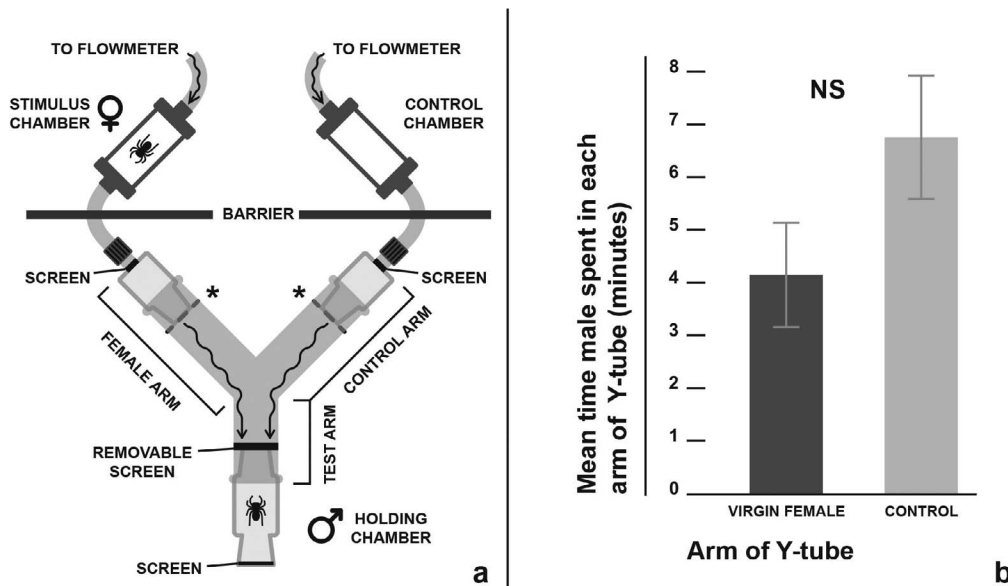 TO FLOWMETER
TO FLOWMETER
STIMULUS
CHAMBER
CONTROL
CHAMBER
BARRIER
SCREEN
SCREEN
*
*
FEMALE ARM
CONTROL ARM
TEST ARM
REMOVABLE
SCREEN
HOLDING
CHAMBER
SCREEN
a
Mean time male spent in each
arm of Y-tube (minutes)
8
7
6
5
4
3
2
1
0
NS
VIRGIN FEMALE
CONTROL
Arm of Y-tube
b